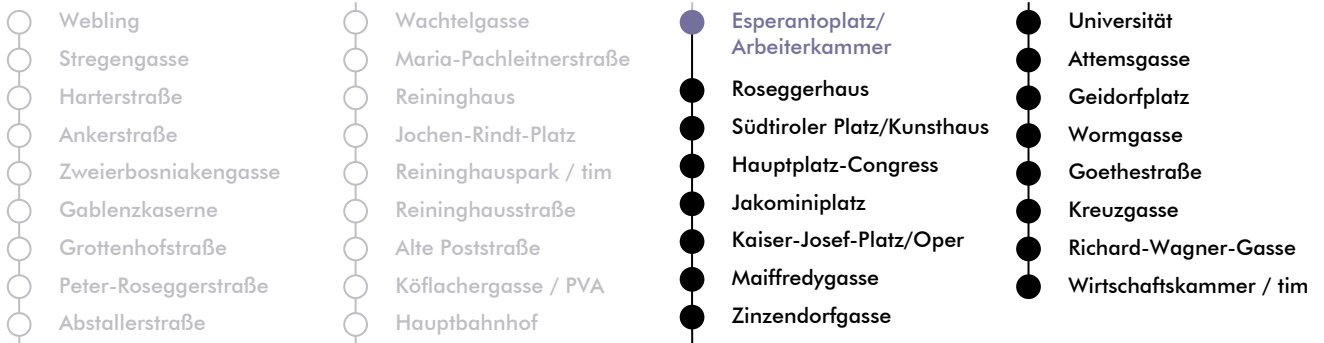 Webling
Stregengasse
Harterstraße
Ankerstraße
Zweierbosniakengasse
Gablenzkaserne
Grottenhofstraße
Peter-Roseggerstraße
Abstallerstraße
Wachtelgasse
Maria-Pachleitnerstraße
Reininghaus
Jochen-Rindt-Platz
Reininghauspark / tim
Reininghausstraße
Alte Poststraße
Köflachergasse / PVA
Hauptbahnhof
Esperantoplatz/
Arbeiterkammer
Roseggerhaus
Südtiroler Platz/Kunsthaus
Hauptplatz-Congress
Jakominiplatz
Kaiser-Josef-Platz/Oper
Maiffredygasse
Zinzendorfgasse
Universität
Attemsgasse
Geidorfplatz
Wormgasse
Goethestraße
Kreuzgasse
Richard-Wagner-Gasse
Wirtschaftskammer / tim